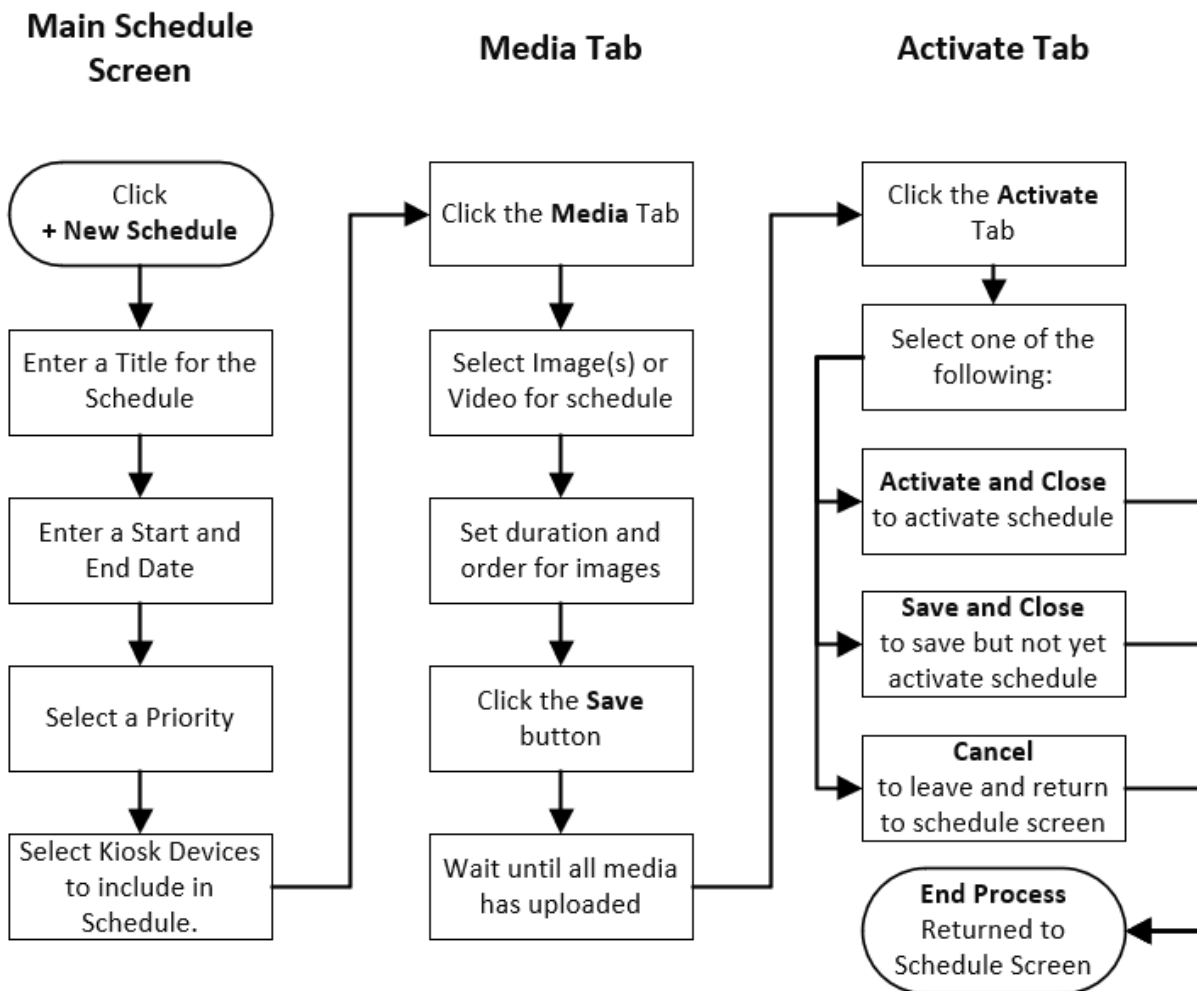 Main Schedule
Screen
Click
+ New Schedule
Enter a Title for the
Schedule
Enter a Start and
End Date
Select a Priority
Select Kiosk Devices
to include in
Schedule.
Media Tab
Click the Media Tab
Select Image(s) or
Video for schedule
Set duration and
order for images
Click the Save
button
Wait until all media
has uploaded
Activate Tab
Click the Activate
Tab
Select one of the
following:
Activate and Close
to activate schedule
Save and Close
to save but not yet
activate schedule
Cancel
to leave and return
to schedule screen
End Process
Returned to
Schedule Screen